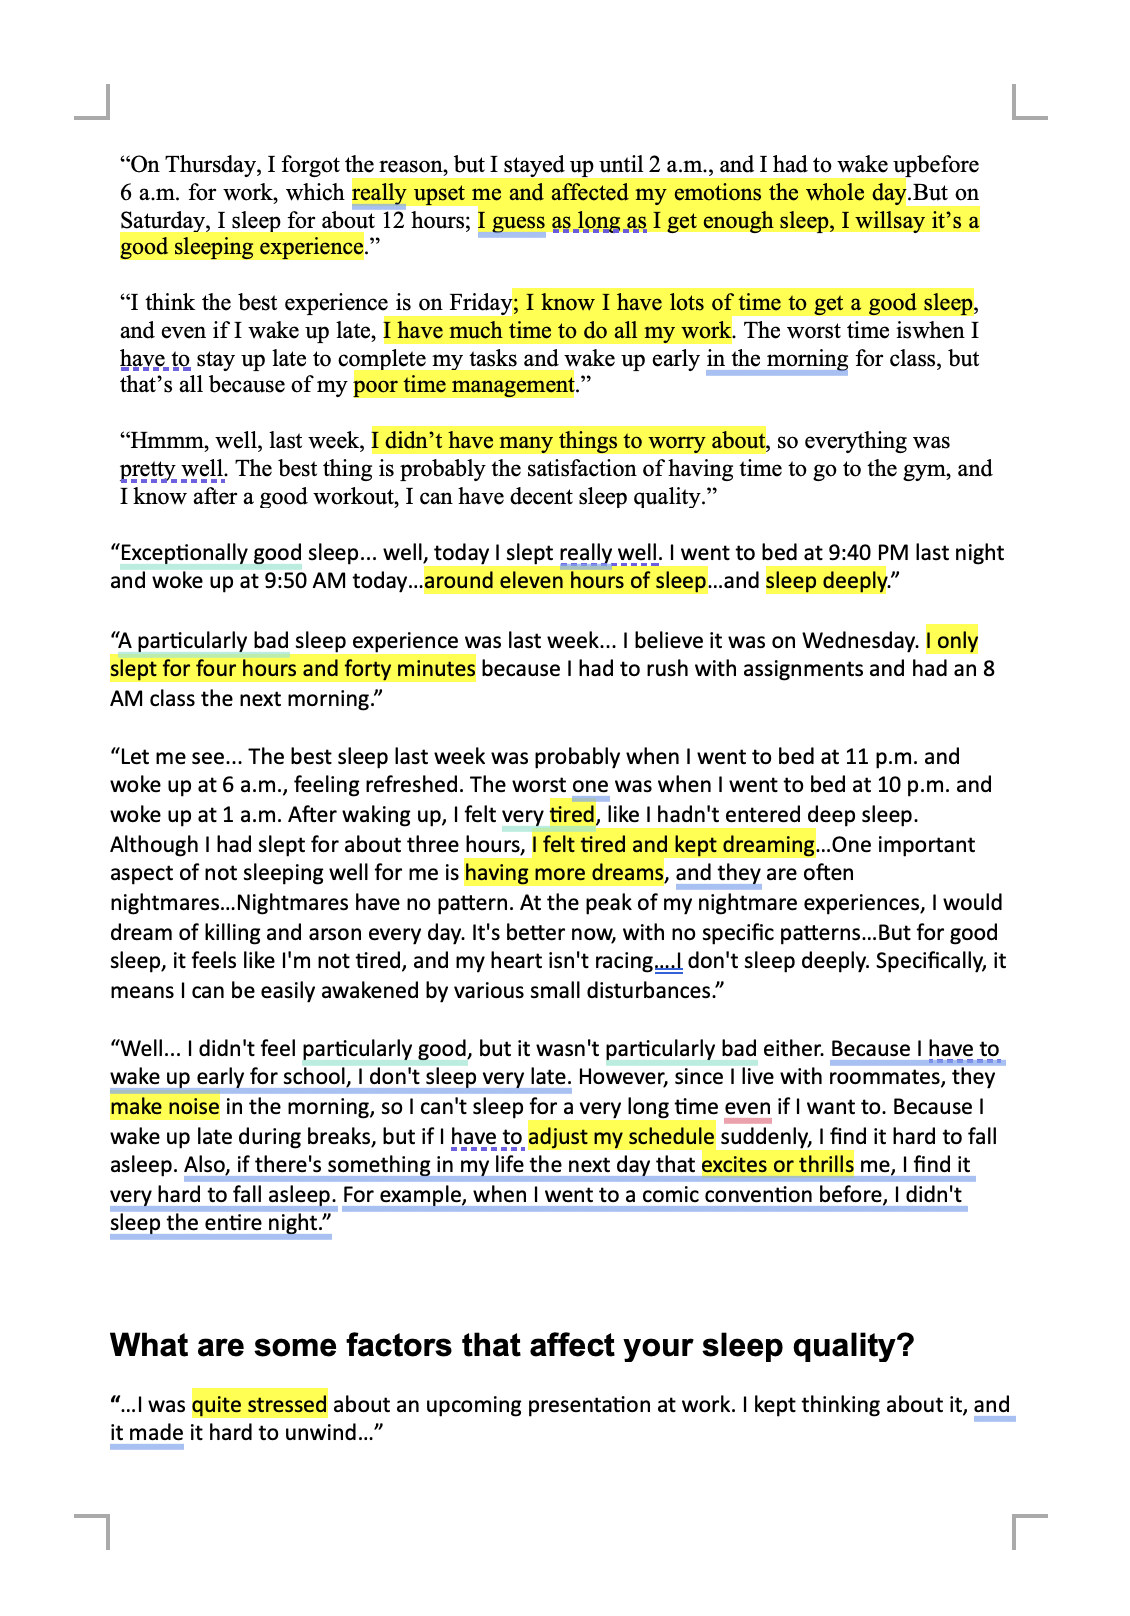 “On Thursday, I forgot the reason, but I stayed up until 2 a.m., and I had to wake upbefore
6 a.m. for work, which really upset me and affected my emotions the whole day.But on
Saturday, I sleep for about 12 hours; I guess as long as I get enough sleep, I willsay it’s a
good sleeping experience.”
“I think the best experience is on Friday; I know I have lots of time to get a good sleep,
and even if I wake up late, I have much time to do all my work. The worst time iswhen I
have to stay up late to complete my tasks and wake up early in the morning for class, but
that’s all because of my poor time management.”
“Hmmm, well, last week, I didn’t have many things to worry about, so everything was
pretty well. The best thing is probably the satisfaction of having time to go to the gym, and
I know after a good workout, I can have decent sleep quality.”
“Exceptionally good sleep... well, today I slept really well. I went to bed at 9:40 PM last night
and woke up at 9:50 AM today…around eleven hours of sleep…and sleep deeply.”
“A particularly bad sleep experience was last week... I believe it was on Wednesday. I only
slept for four hours and forty minutes because I had to rush with assignments and had an 8
AM class the next morning.”
“Let me see... The best sleep last week was probably when I went to bed at 11 p.m. and
woke up at 6 a.m., feeling refreshed. The worst one was when I went to bed at 10 p.m. and
woke up at 1 a.m. After waking up, I felt very tired, like I hadn't entered deep sleep.
Although I had slept for about three hours, I felt tired and kept dreaming…One important
aspect of not sleeping well for me is having more dreams, and they are often
nightmares…Nightmares have no pattern. At the peak of my nightmare experiences, I would
dream of killing and arson every day. It's better now, with no specific patterns…But for good
sleep, it feels like I'm not tired, and my heart isn't racing….I don't sleep deeply. Specifically, it
means I can be easily awakened by various small disturbances.”
“Well... I didn't feel particularly good, but it wasn't particularly bad either. Because I have to
wake up early for school, I don't sleep very late. However, since I live with roommates, they
make noise in the morning, so I can't sleep for a very long time even if I want to. Because I
wake up late during breaks, but if I have to adjust my schedule suddenly, I find it hard to fall
asleep. Also, if there's something in my life the next day that excites or thrills me, I find it
very hard to fall asleep. For example, when I went to a comic convention before, I didn't
sleep the entire night.”
What are some factors that affect your sleep quality?
“…I was quite stressed about an upcoming presentation at work. I kept thinking about it, and
it made it hard to unwind…”